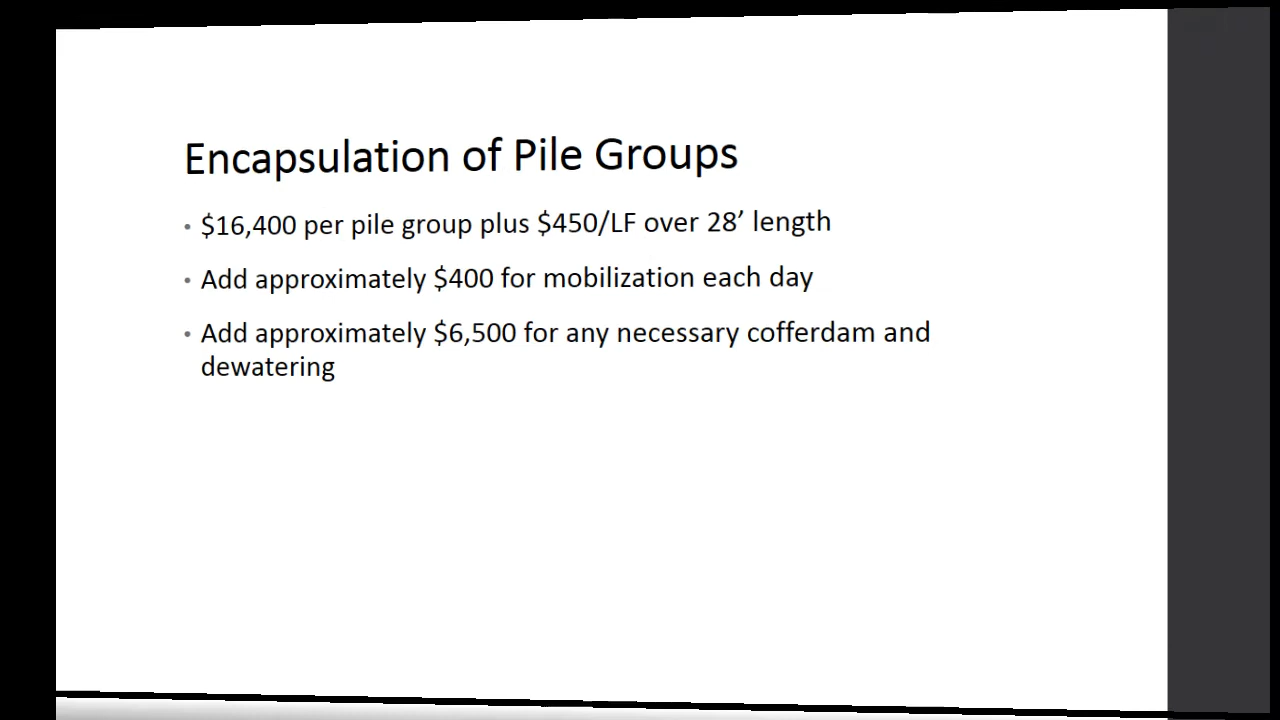 Encapsulation of Pile Groups
• $16,400 per pile group plus $450/LF over 28’ length
• Add approximately $400 for mobilization each day
• Add approximately $6,500 for any necessary cofferdam and
dewatering